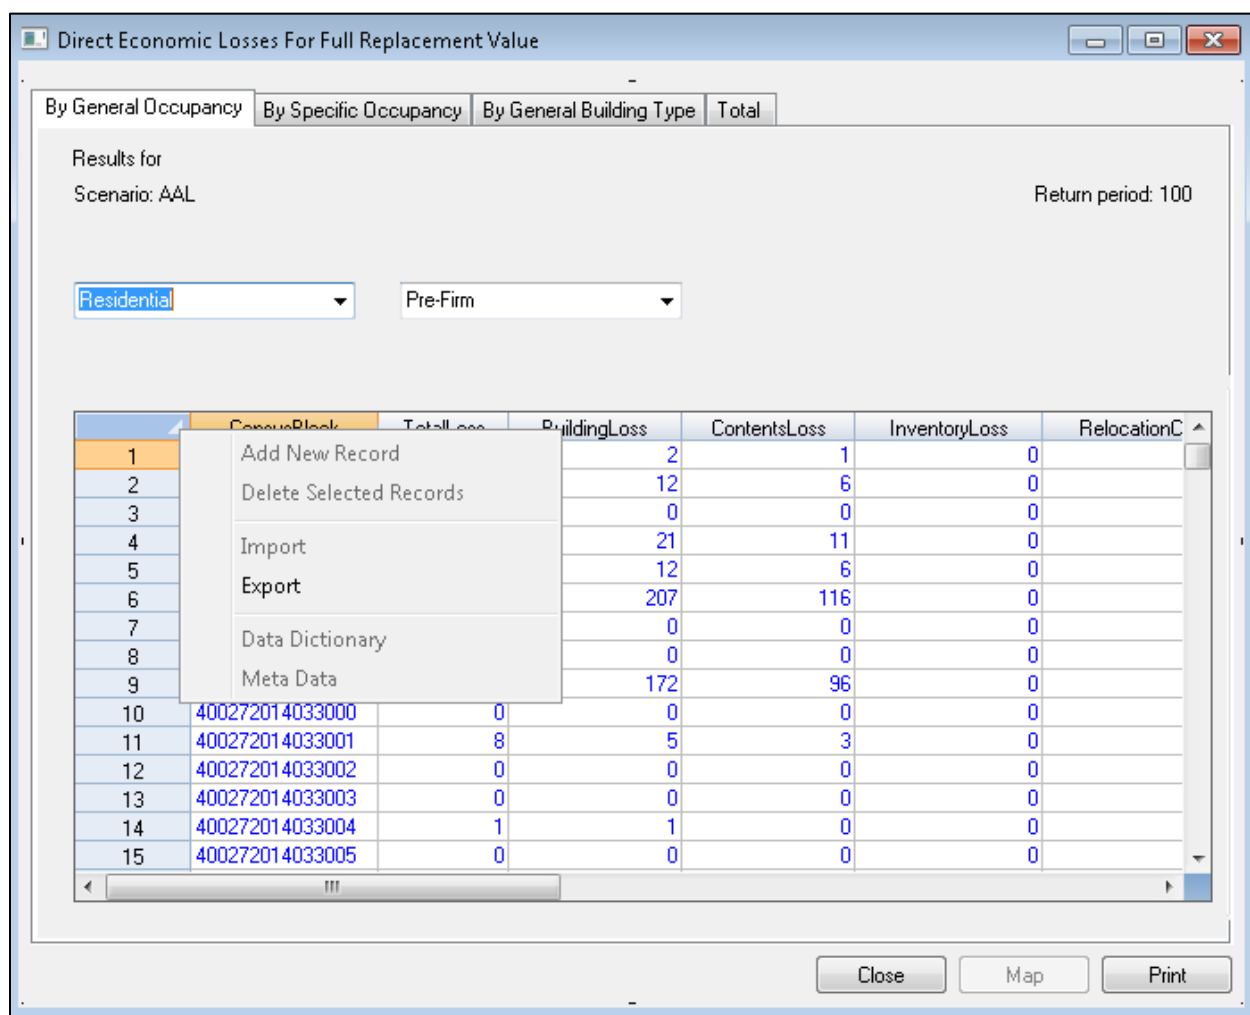 Direct Economic Losses For Full Replacement Value
By General Occupancy By Specific Occupancy By General Building Type Total
Results for
Scenario: AAL Return period: 100
Residential Pre-Firm
CensusBlock TotalLoss BuildingLoss ContentsLoss InventoryLoss RelocationC
1 2 1 0
2 12 6 0
3 0 0 0
4 21 11 0
5 12 6 0
6 207 116 0
7 0 0 0
8 0 0 0
9 172 96 0
Add New Record
Delete Selected Records
Import
Export
Data Dictionary
Meta Data
10 400272014033000 0 0 0 0
11 400272014033001 8 5 3 0
12 400272014033002 0 0 0 0
13 400272014033003 0 0 0 0
14 400272014033004 1 1 0 0
15 400272014033005 0 0 0 0
Close Map Print